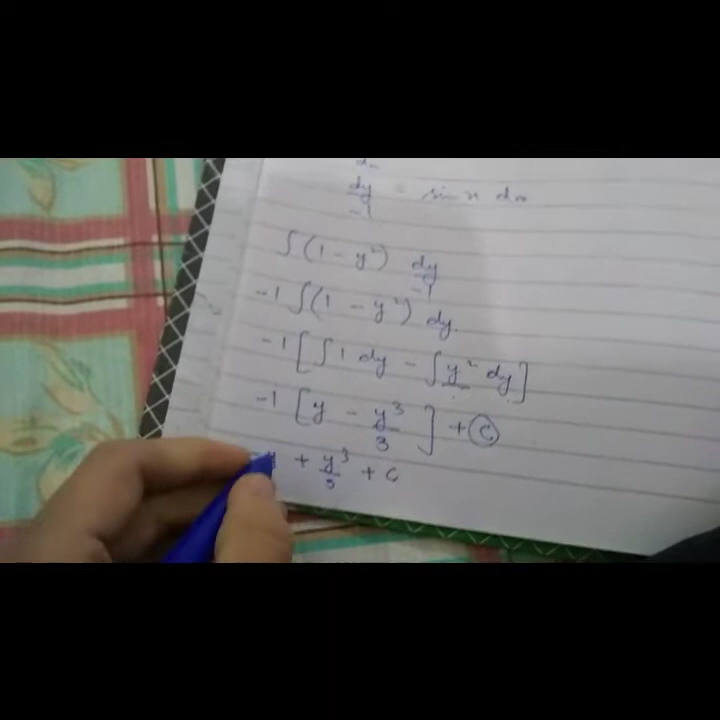 dx
dy/-1 = sin x dx
∫(1 - y²) dy/-1
-1 ∫(1 - y²) dy.
-1 [∫1 dy - ∫y² dy]
-1 [y - y³/3] + C
+ y³/3 + C